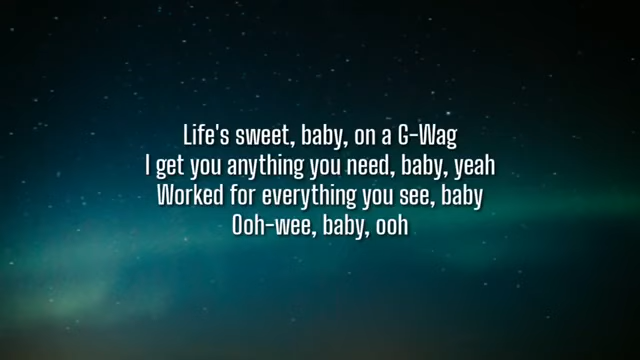 Life's sweet, baby, on a G-Wag
I get you anything you need, baby, yeah
Worked for everything you see, baby
Ooh-wee, baby, ooh